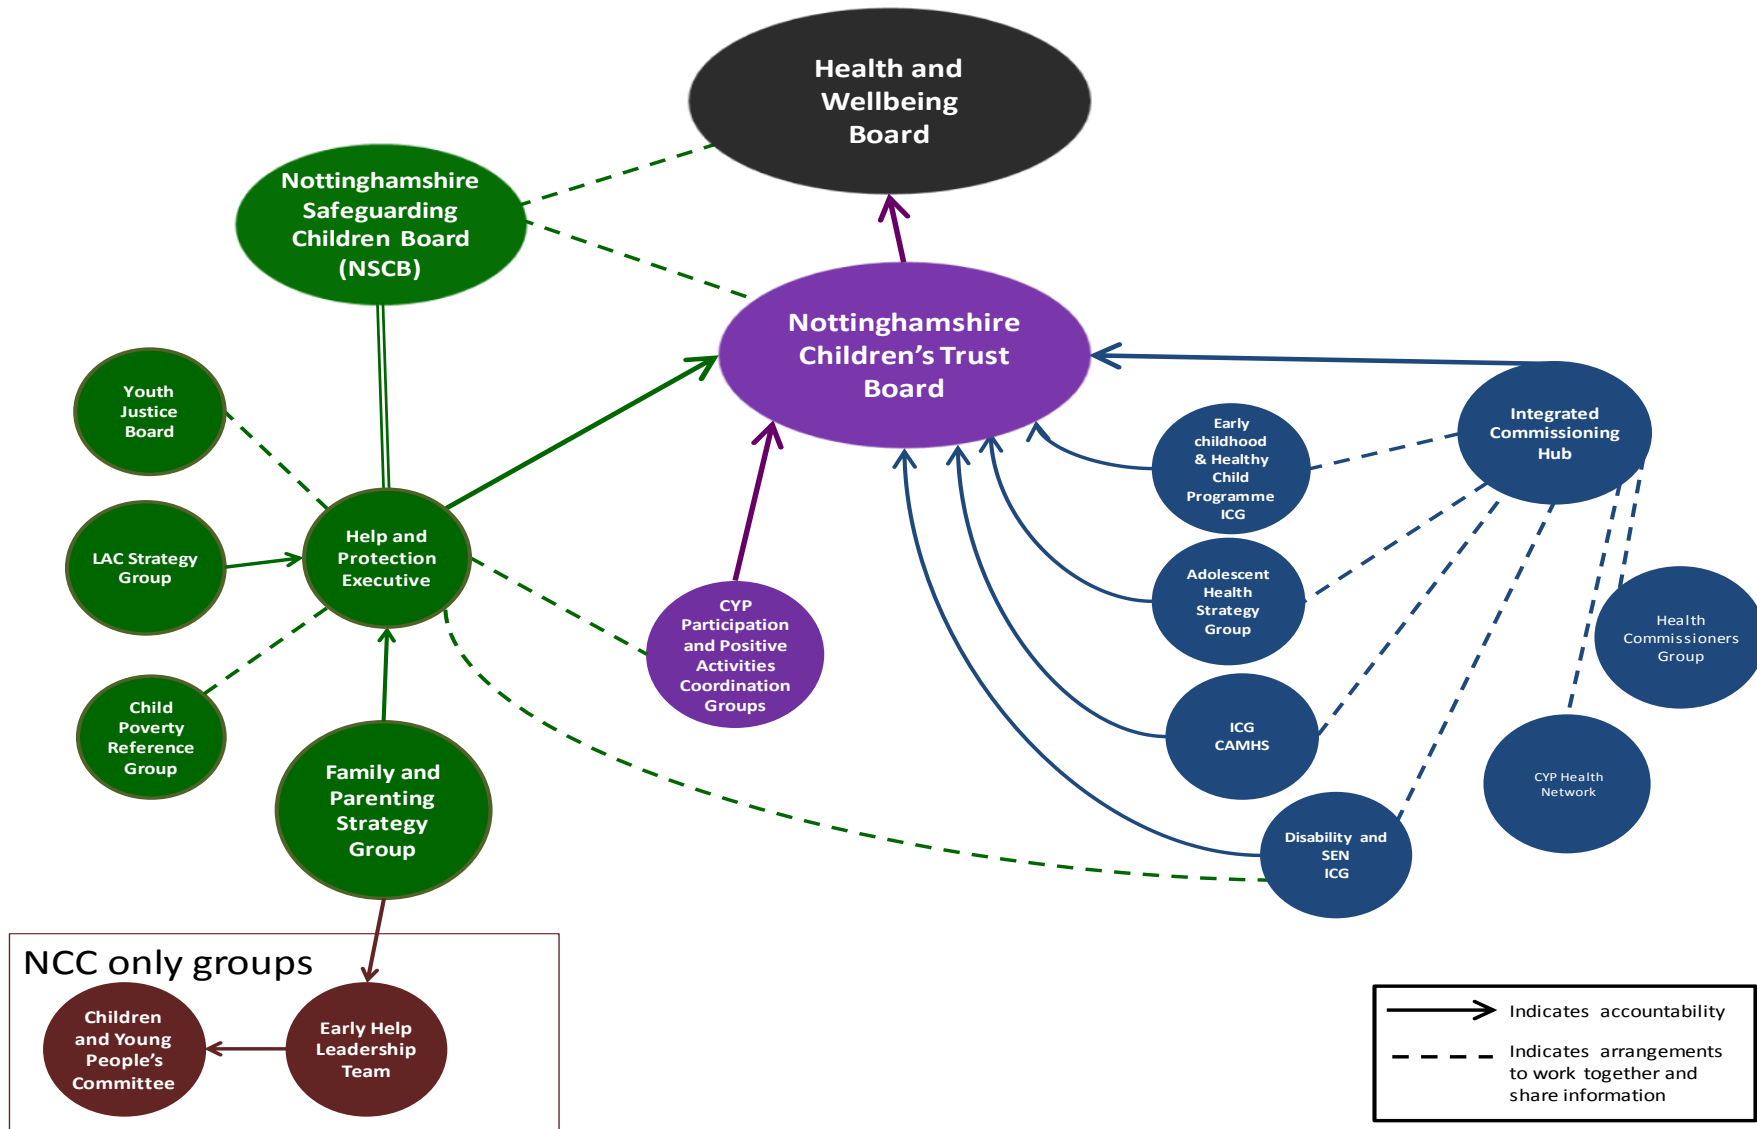 Health and
Wellbeing
Board
Nottinghamshire
Safeguarding
Children Board
(NSCB)
Nottinghamshire
Children’s Trust
Board
Youth
Justice
Board
LAC Strategy
Group
Child
Poverty
Reference
Group
Help and
Protection
Executive
Family and
Parenting
Strategy
Group
CYP
Participation
and Positive
Activities
Coordination
Groups
Early
childhood
& Healthy
Child
Programme
ICG
Adolescent
Health
Strategy
Group
ICG
CAMHS
Disability and
SEN
ICG
Integrated
Commissioning
Hub
Health
Commissioners
Group
CYP Health
Network
NCC only groups
Children
and Young
People’s
Committee
Early Help
Leadership
Team
Indicates accountability
Indicates arrangements
to work together and
share information